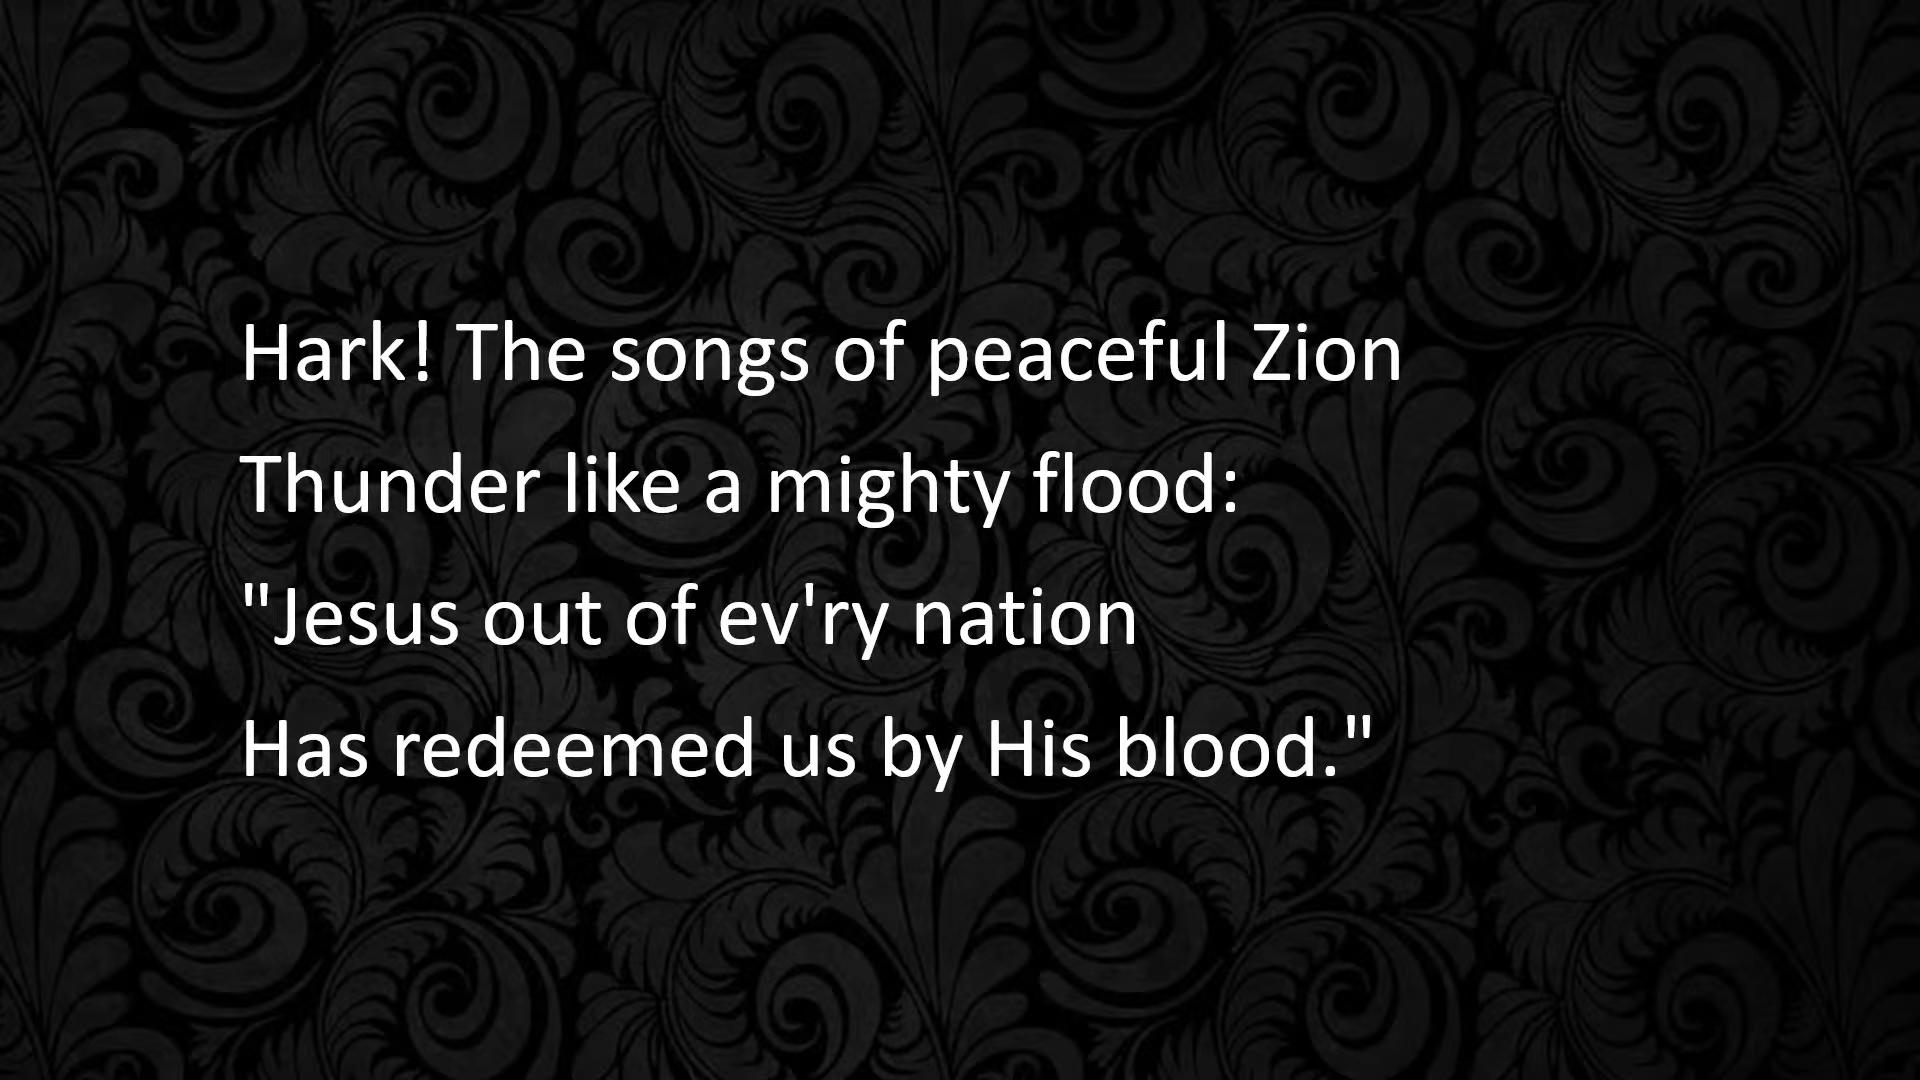 Hark! The songs of peaceful Zion
Thunder like a mighty flood:
"Jesus out of ev'ry nation
Has redeemed us by His blood."